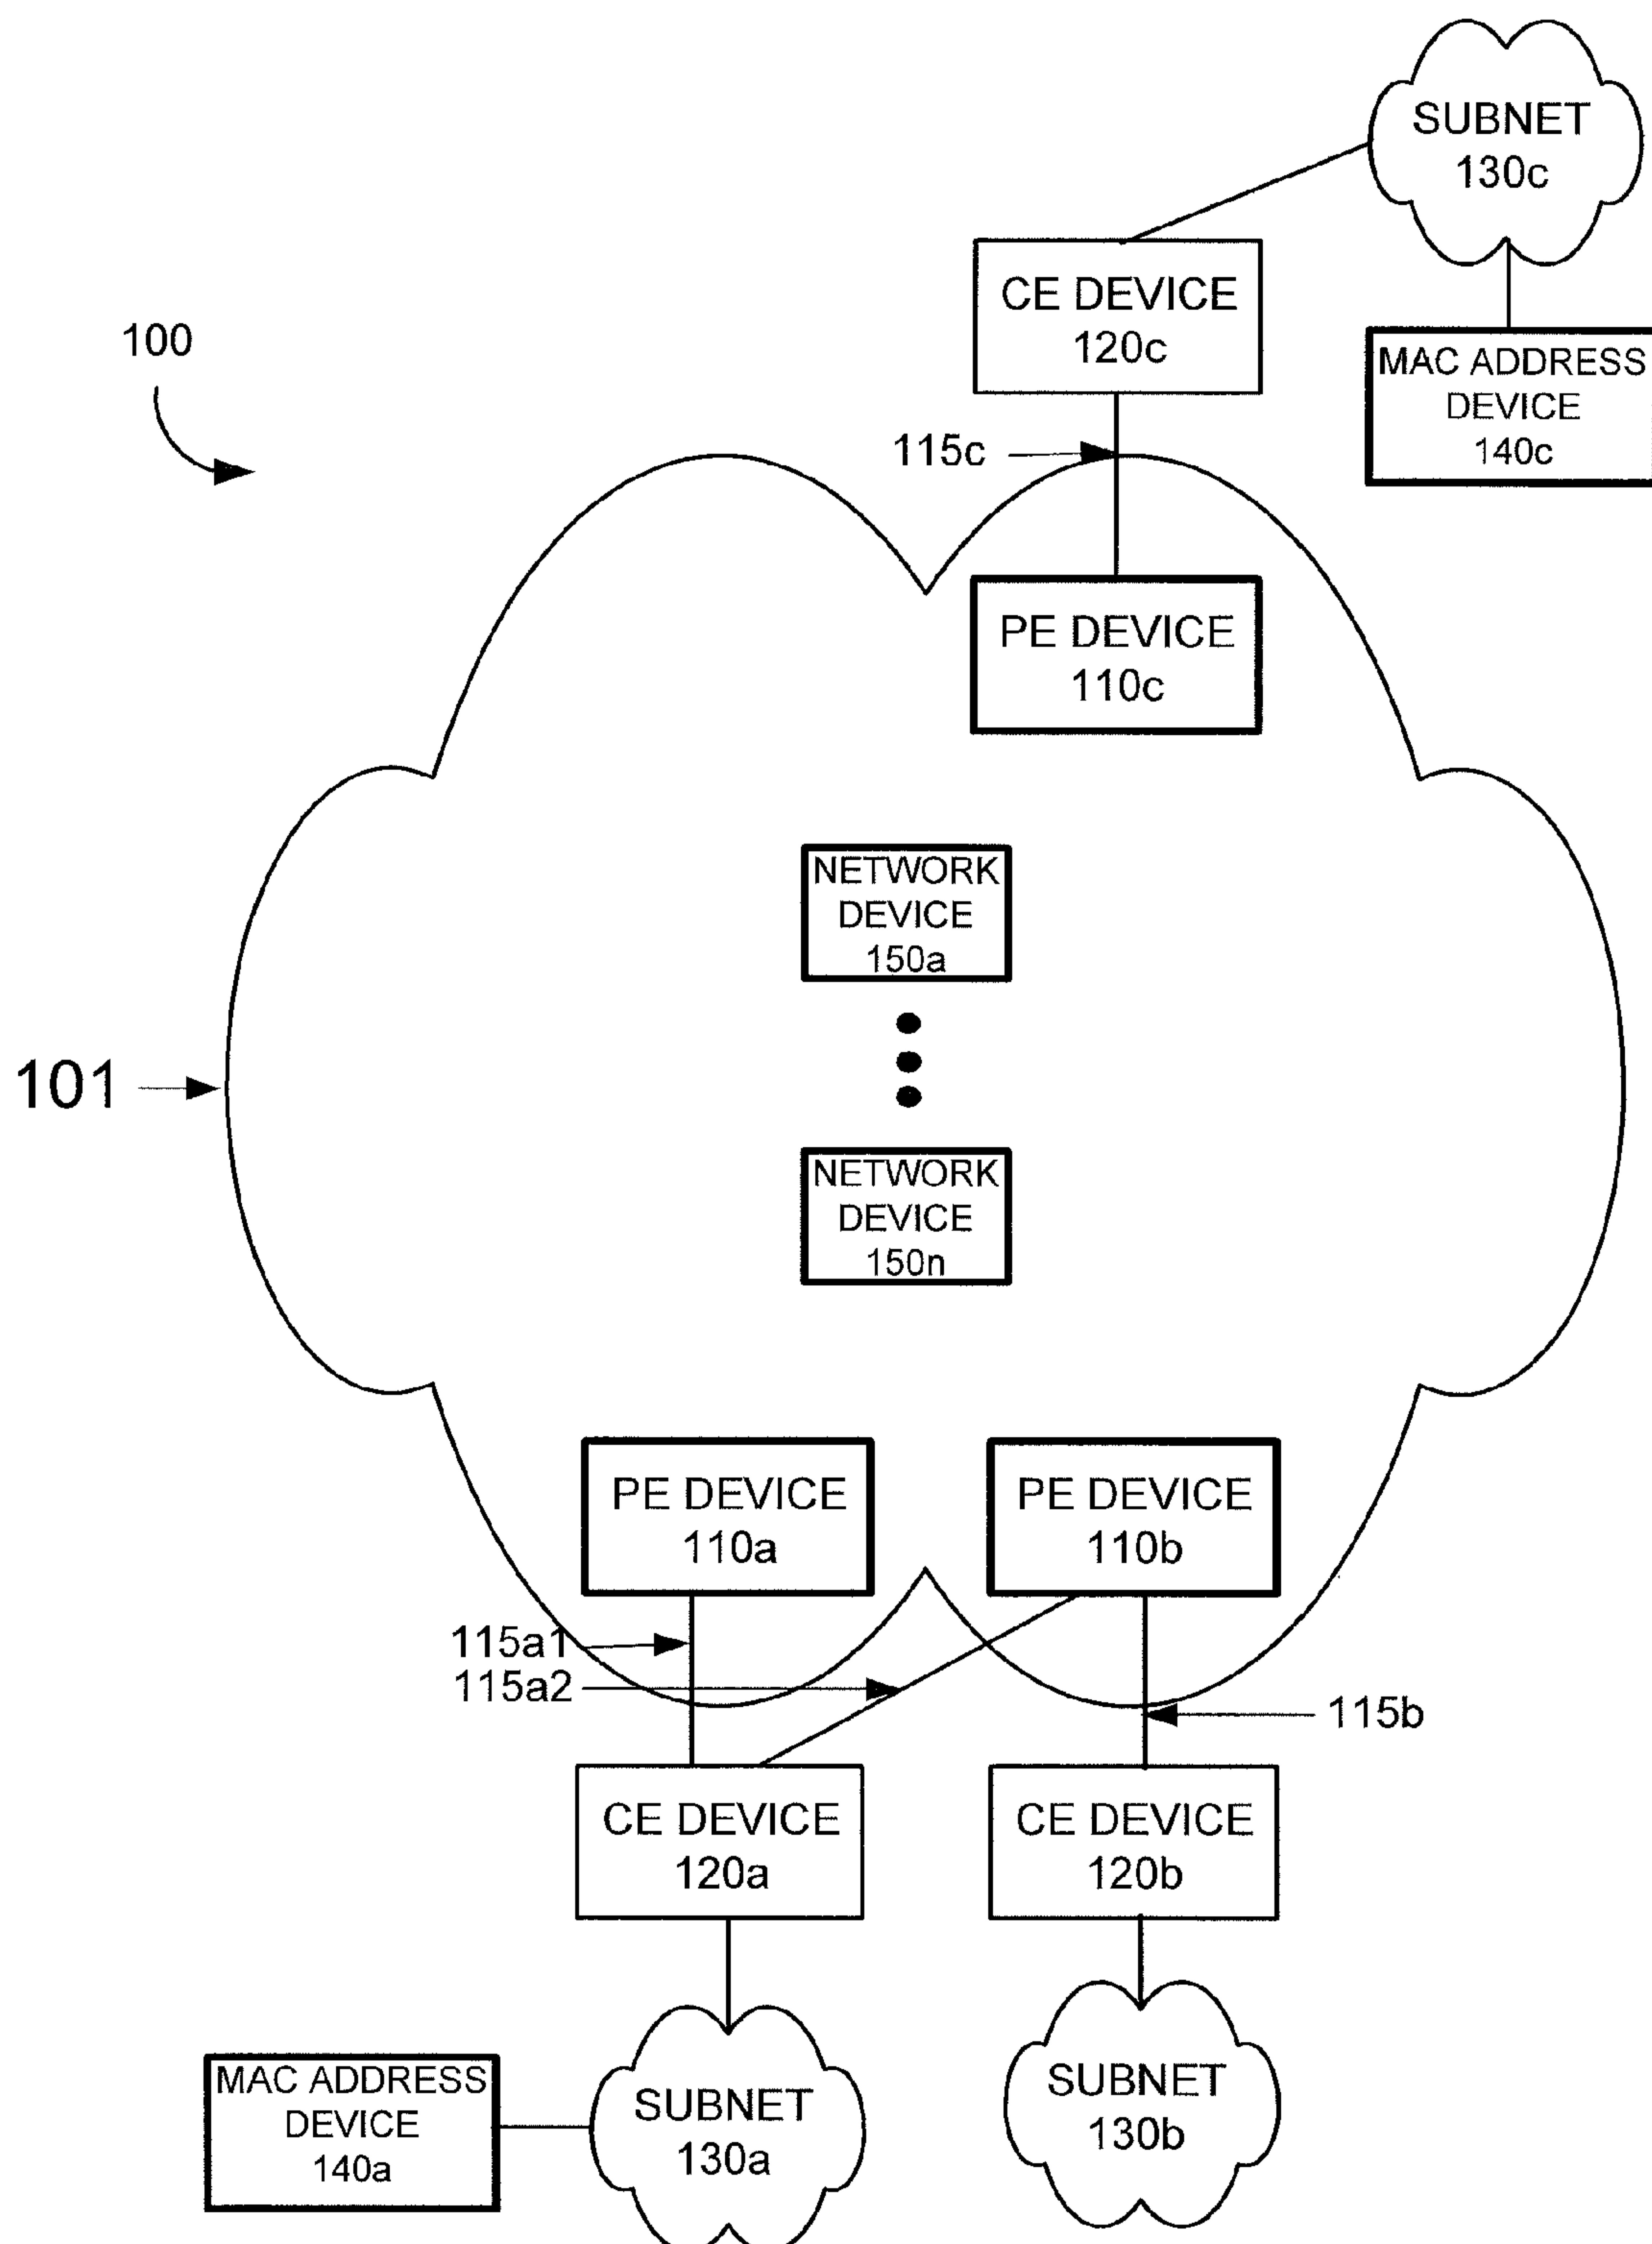 SUBNET
130c
CE DEVICE
120c
100
MAC ADDRESS
DEVICE
140c
115c
PE DEVICE
110c
NETWORK
DEVICE
150a
101
NETWORK
DEVICE
150n
PE DEVICE
110a
PE DEVICE
110b
115a1
115a2
115b
CE DEVICE
120a
CE DEVICE
120b
MAC ADDRESS
DEVICE
140a
SUBNET
130a
SUBNET
130b